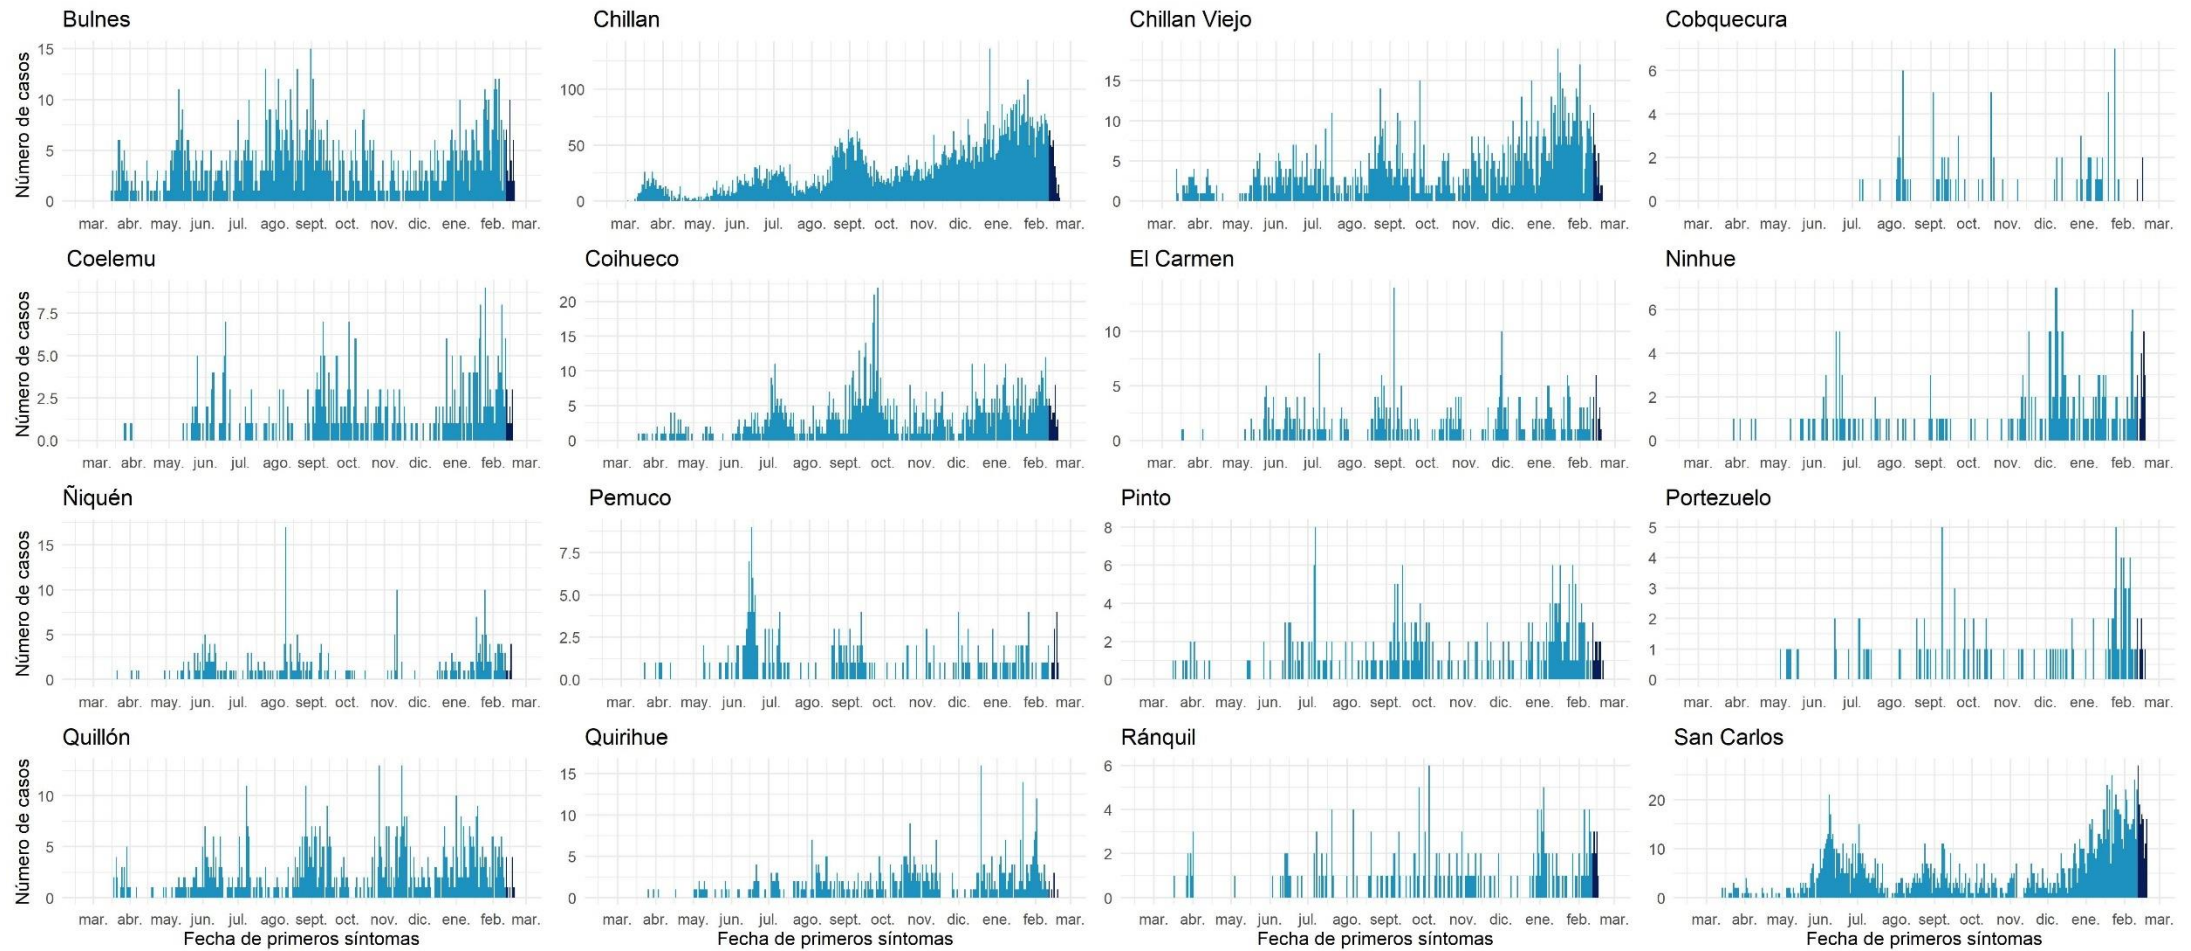 Bulnes
Chillan
Chillan Viejo
Cobquecura
Número de casos
15
10
5
0
100
50
0
15
10
5
0
6
4
2
0
mar. abr. may. jun. jul. ago. sept. oct. nov. dic. ene. feb. mar.
mar. abr. may. jun. jul. ago. sept. oct. nov. dic. ene. feb. mar.
mar. abr. may. jun. jul. ago. sept. oct. nov. dic. ene. feb. mar.
mar. abr. may. jun. jul. ago. sept. oct. nov. dic. ene. feb. mar.
Coelemu
Coihueco
El Carmen
Ninhue
Número de casos
7.5
5.0
2.5
0.0
20
15
10
5
0
10
5
0
6
4
2
0
mar. abr. may. jun. jul. ago. sept. oct. nov. dic. ene. feb. mar.
mar. abr. may. jun. jul. ago. sept. oct. nov. dic. ene. feb. mar.
mar. abr. may. jun. jul. ago. sept. oct. nov. dic. ene. feb. mar.
mar. abr. may. jun. jul. ago. sept. oct. nov. dic. ene. feb. mar.
Ñiquén
Pemuco
Pinto
Portezuelo
Número de casos
15
10
5
0
7.5
5.0
2.5
0.0
8
6
4
2
0
5
4
3
2
1
0
mar. abr. may. jun. jul. ago. sept. oct. nov. dic. ene. feb. mar.
mar. abr. may. jun. jul. ago. sept. oct. nov. dic. ene. feb. mar.
mar. abr. may. jun. jul. ago. sept. oct. nov. dic. ene. feb. mar.
mar. abr. may. jun. jul. ago. sept. oct. nov. dic. ene. feb. mar.
Quillón
Quirihue
Ránquil
San Carlos
Número de casos
10
5
0
15
10
5
0
6
4
2
0
20
10
0
mar. abr. may. jun. jul. ago. sept. oct. nov. dic. ene. feb. mar.
mar. abr. may. jun. jul. ago. sept. oct. nov. dic. ene. feb. mar.
mar. abr. may. jun. jul. ago. sept. oct. nov. dic. ene. feb. mar.
mar. abr. may. jun. jul. ago. sept. oct. nov. dic. ene. feb. mar.
Fecha de primeros síntomas
Fecha de primeros síntomas
Fecha de primeros síntomas
Fecha de primeros síntomas